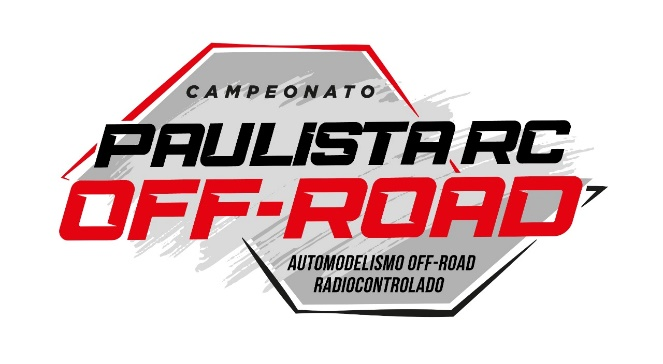 CAMPEONATO
PAULISTA RC
OFF-ROAD
AUTOMODELISMO OFF-ROAD
RADIOCONTROLADO